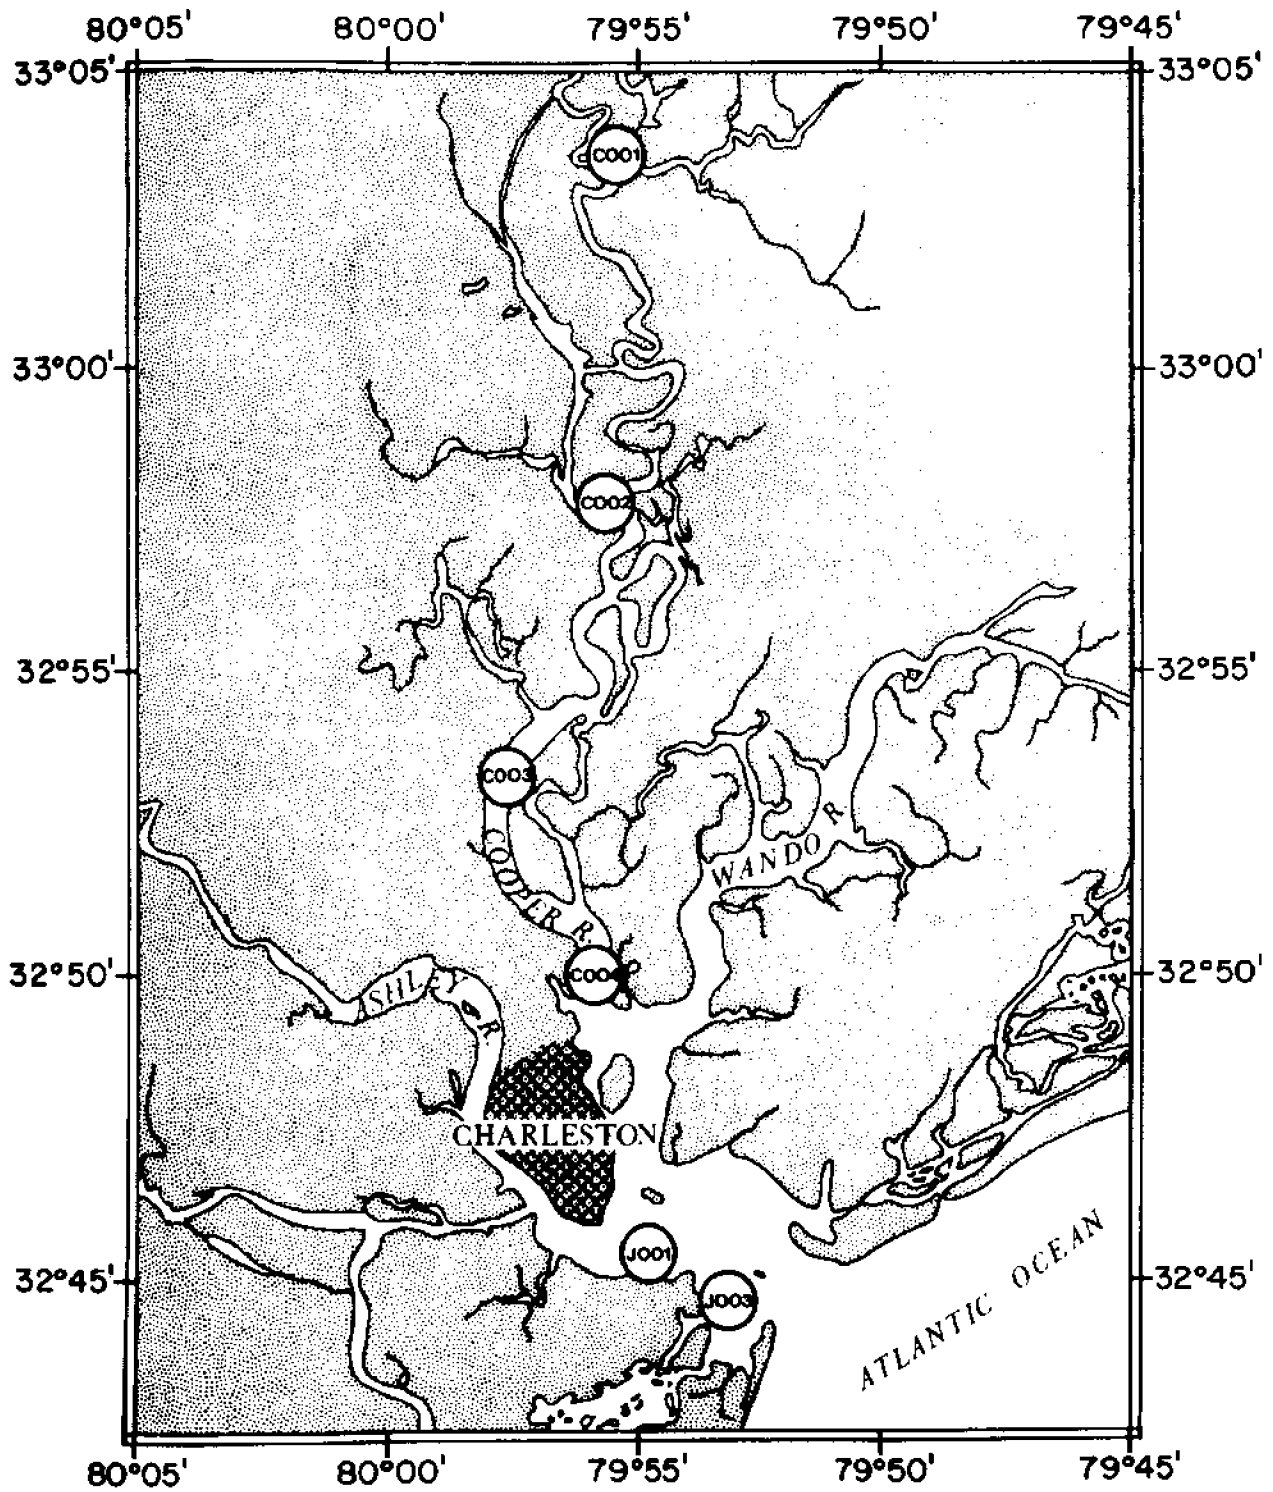 80°05' 80°00' 79°55' 79°50' 79°45'
33°05' 33°05'
C001
33°00' 33°00'
C002
32°55' 32°55'
C003
COOPER R.
WANDO R
32°50' 32°50'
C004
ASHLEY R
CHARLESTON
J001
32°45' 32°45'
J003
ATLANTIC OCEAN
80°05' 80°00' 79°55' 79°50' 79°45'